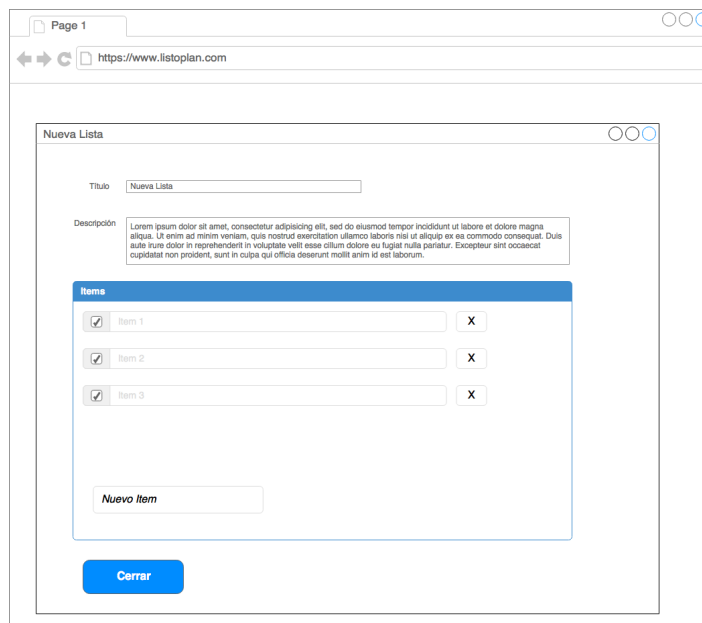 Page 1
https://www.listoplan.com
Nueva Lista
Título
Nueva Lista
Descripción
Lorem ipsum dolor sit amet, consectetur adipisicing elit, sed do eiusmod tempor incididunt ut labore et dolore magna
aliqua. Ut enim ad minim veniam, quis nostrud exercitation ullamco laboris nisi ut aliquip ex ea commodo consequat. Duis
aute irure dolor in reprehenderit in voluptate velit esse cillum dolore eu fugiat nulla pariatur. Excepteur sint occaecat
cupidatat non proident, sunt in culpa qui officia deserunt mollit anim id est laborum.
Items
Item 1 X
Item 2 X
Item 3 X
Nuevo Item
Cerrar